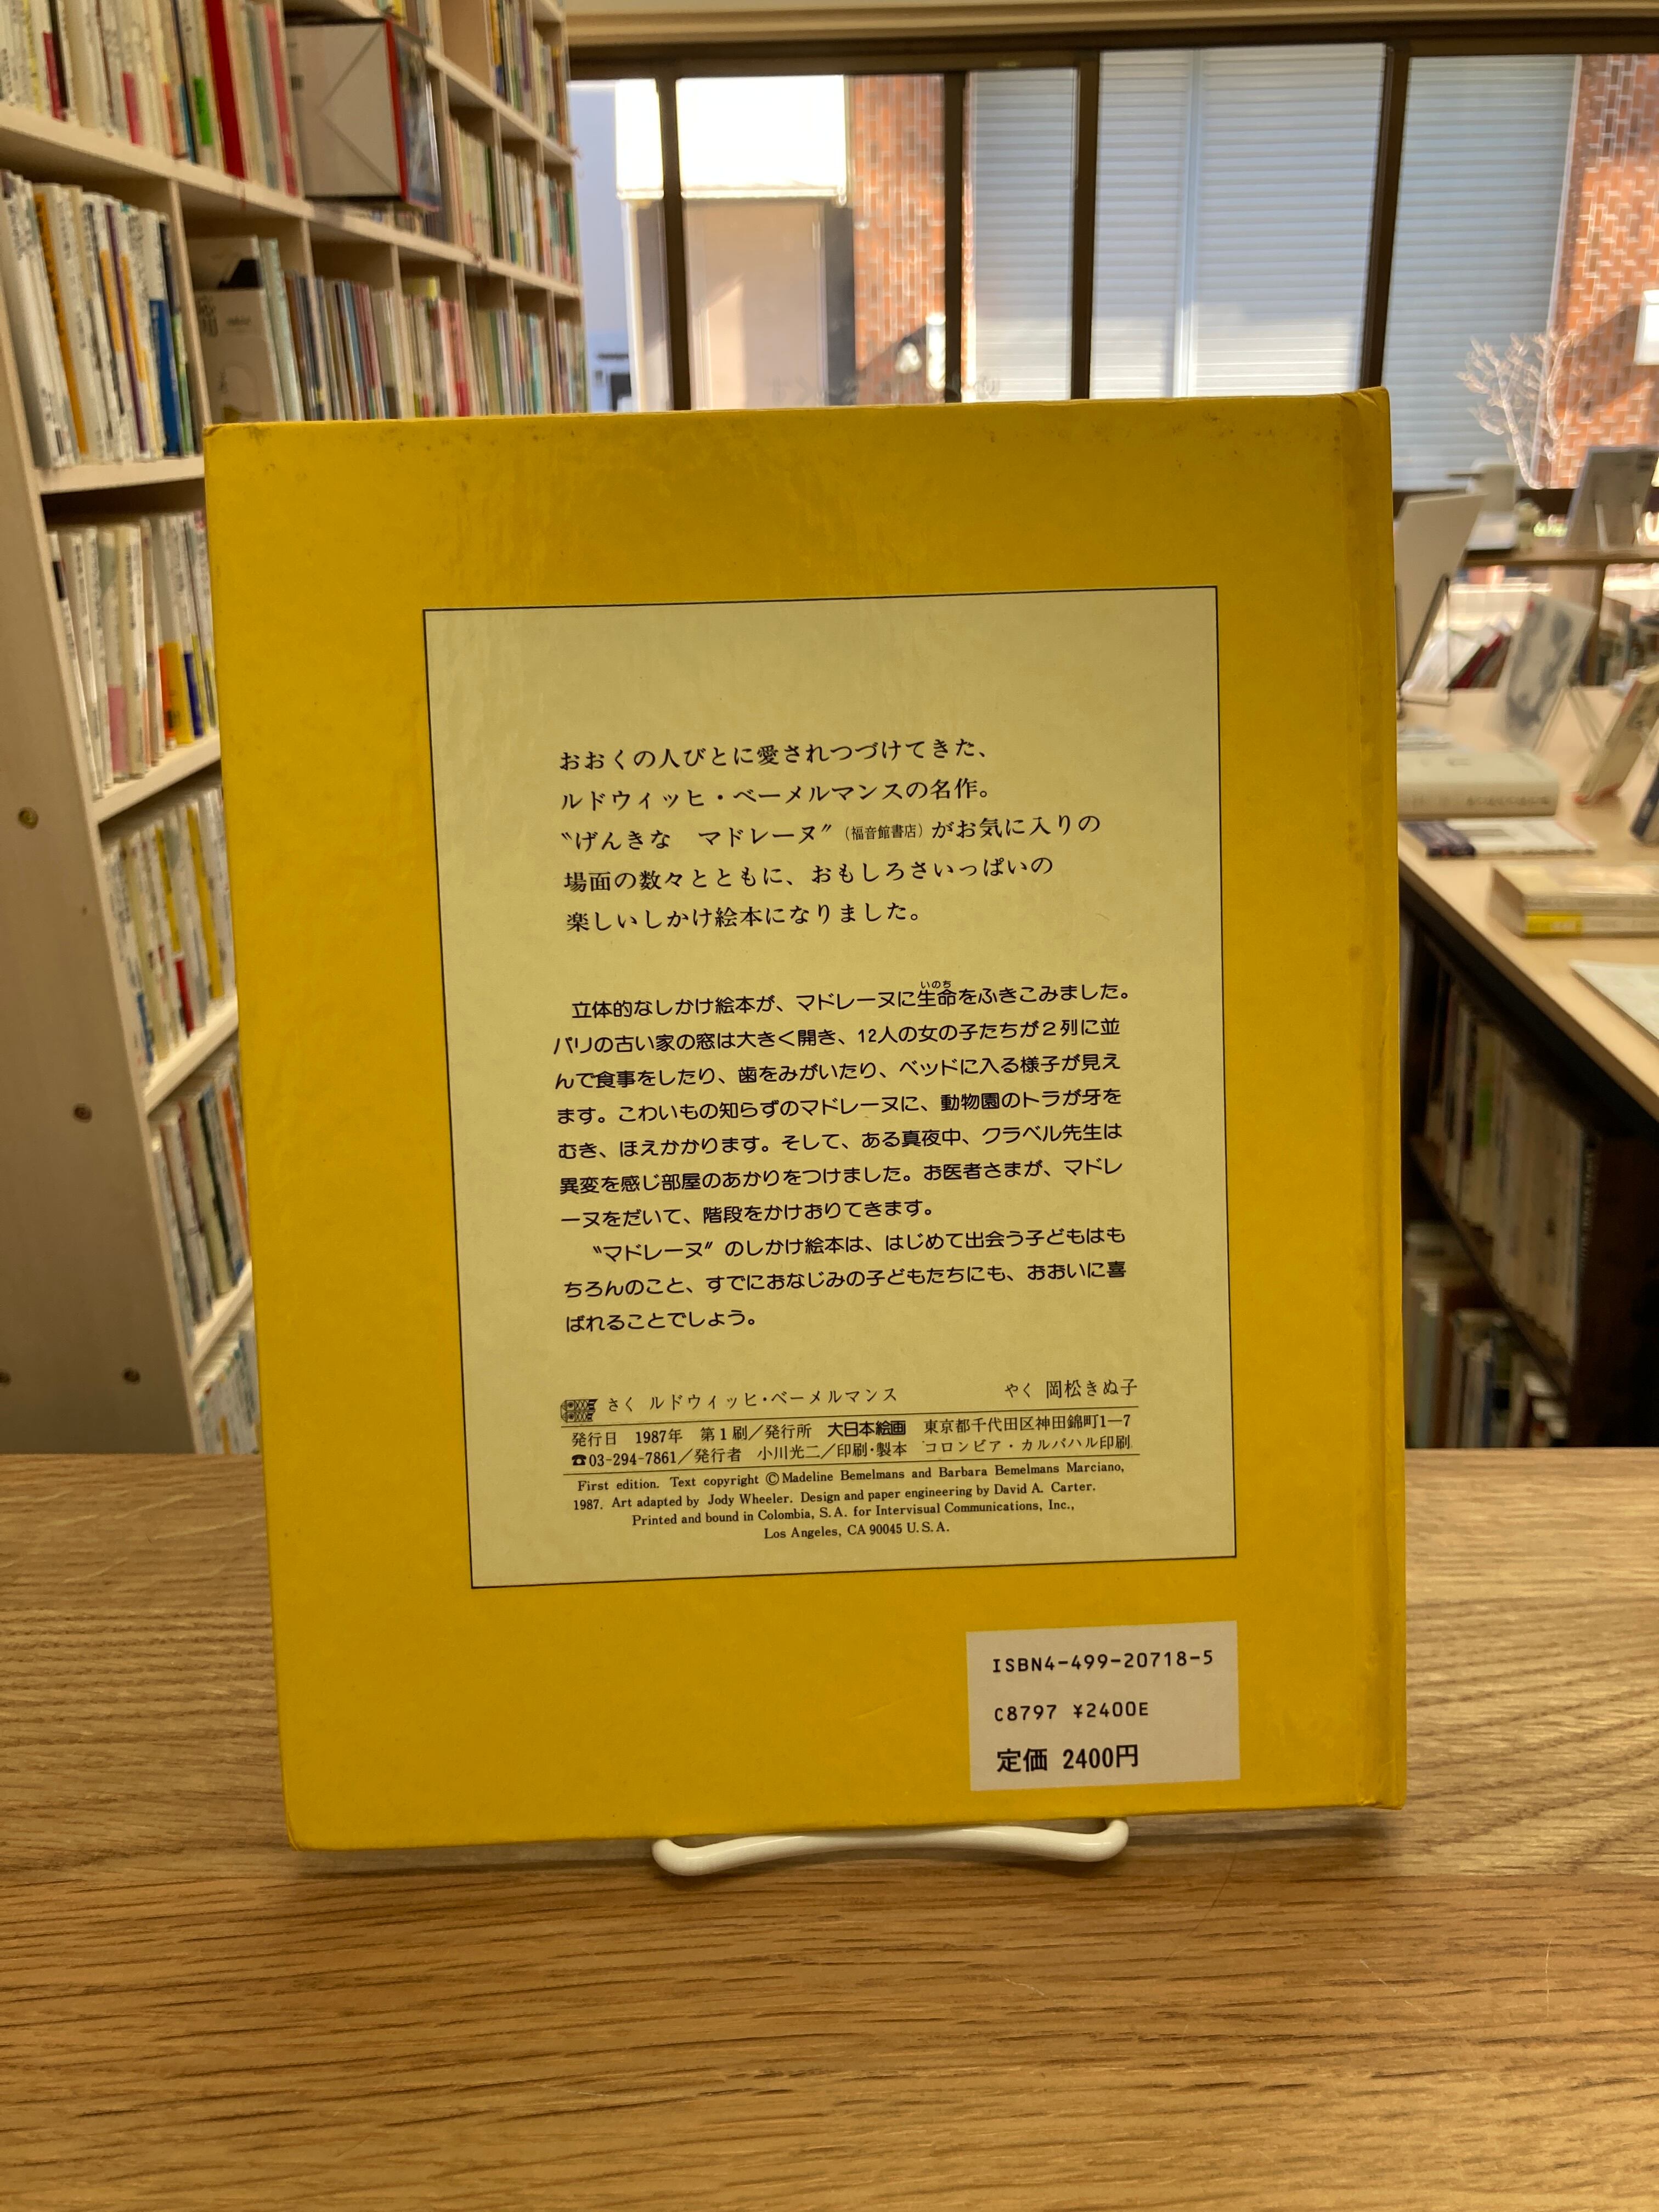 おおくの人びとに愛されつづけてきた、
ルドウィッヒ・ベーメルマンスの名作。
〝げんきな　マドレーヌ〞（福音館書店）がお気に入りの
場面の数々とともに、おもしろさいっぱいの
楽しいしかけ絵本になりました。
いのち
立体的なしかけ絵本が、マドレーヌに生命をふきこみました。
パリの古い家の窓は大きく開き、12人の女の子たちが２列に並
んで食事をしたり、歯をみがいたり、ベッドに入る様子が見え
ます。こわいもの知らずのマドレーヌに、動物園のトラが牙を
むき、ほえかかります。そして、ある真夜中、クラベル先生は
異変を感じ部屋のあかりをつけました。お医者さまが、マドレ
ーヌをだいて、階段をかけおりてきます。
〝マドレーヌ〞のしかけ絵本は、はじめて出会う子どもはも
ちろんのこと、すでにおなじみの子どもたちにも、おおいに喜
ばれることでしょう。
さく ルドウィッヒ・ベーメルマンス　やく 岡松きぬ子
発行日　1987年　第１刷／発行所　大日本絵画　東京都千代田区神田錦町1—7
☎03-294-7861／発行者　小川光二／印刷・製本　コロンビア・カルバハル印刷
First edition. Text copyright ©Madeline Bemelmans and Barbara Bemelmans Marciano,
1987. Art adapted by Jody Wheeler. Design and paper engineering by David A. Carter.
Printed and bound in Colombia, S.A. for Intervisual Communications, Inc.,
Los Angeles, CA 90045 U.S.A.
ISBN4-499-20718-5
C8797 ¥2400E
定価 2400円